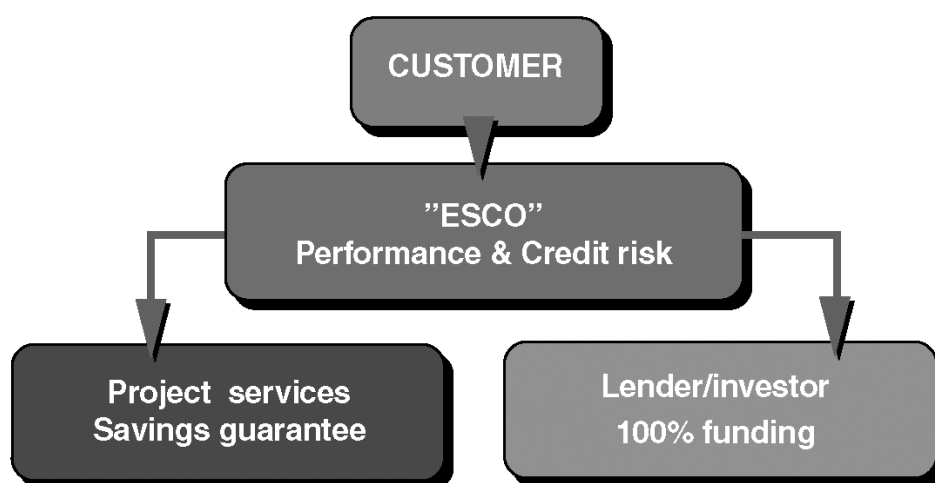 CUSTOMER
”ESCO”
Performance & Credit risk
Project services
Savings guarantee
Lender/investor
100% funding